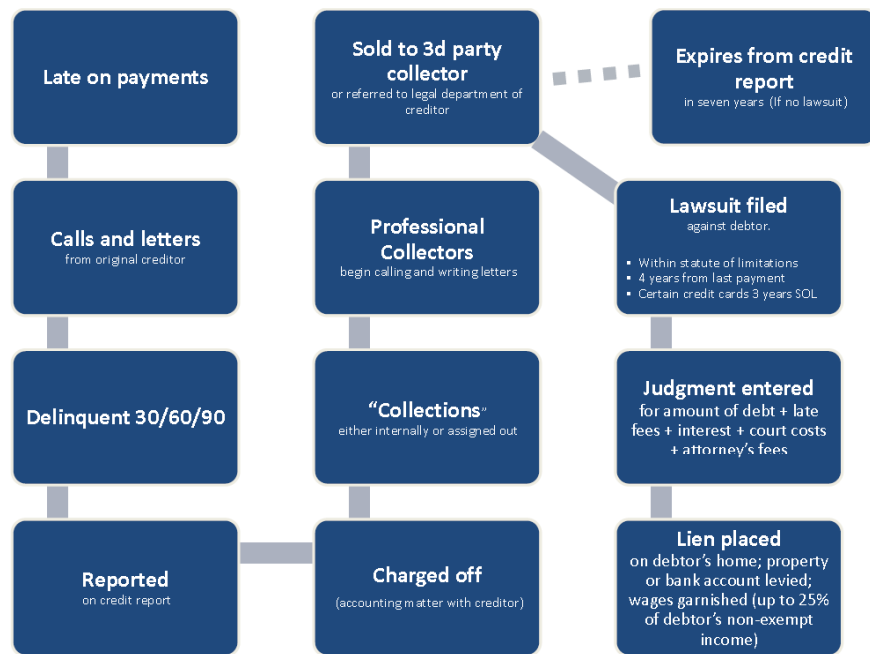 Late on payments
Calls and letters
from original creditor
Delinquent 30/60/90
Reported
on credit report
Charged off
(accounting matter with creditor)
“Collections”
either internally or assigned out
Professional
Collectors
begin calling and writing letters
Sold to 3d party
collector
or referred to legal department of
creditor
Expires from credit
report
in seven years (If no lawsuit)
Lawsuit filed
against debtor.
▪ Within statute of limitations
▪ 4 years from last payment
▪ Certain credit cards 3 years SOL
Judgment entered
for amount of debt + late
fees + interest + court costs
+ attorney’s fees
Lien placed
on debtor’s home; property
or bank account levied;
wages garnished (up to 25%
of debtor’s non-exempt
income)